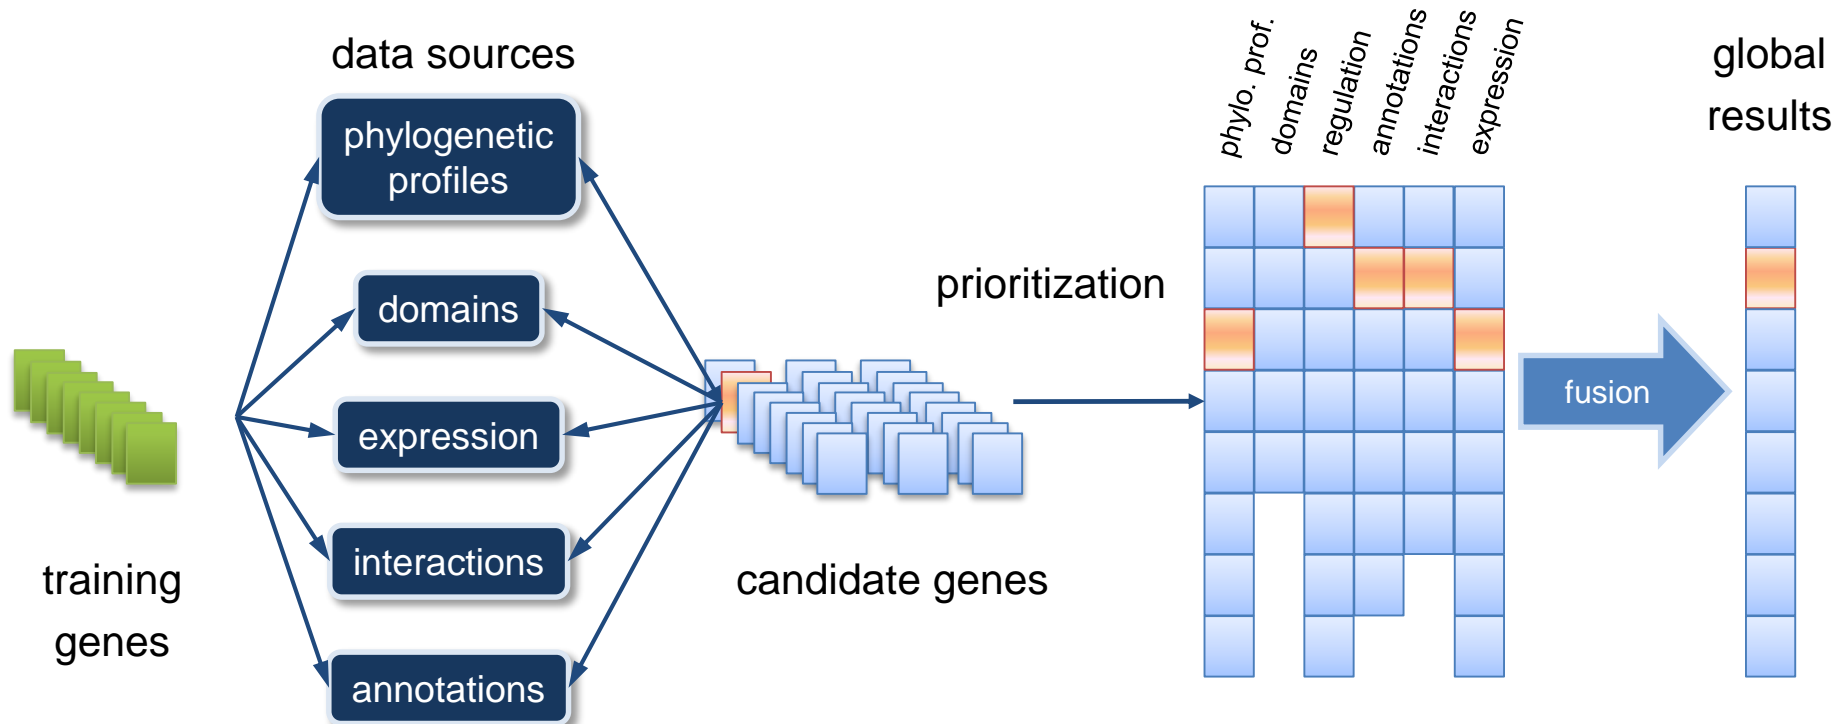 data sources
phylogenetic
profiles
domains
expression
interactions
annotations
training
genes
candidate genes
prioritization
phylo. prof.
domains
regulation
annotations
interactions
expression
fusion
global
results